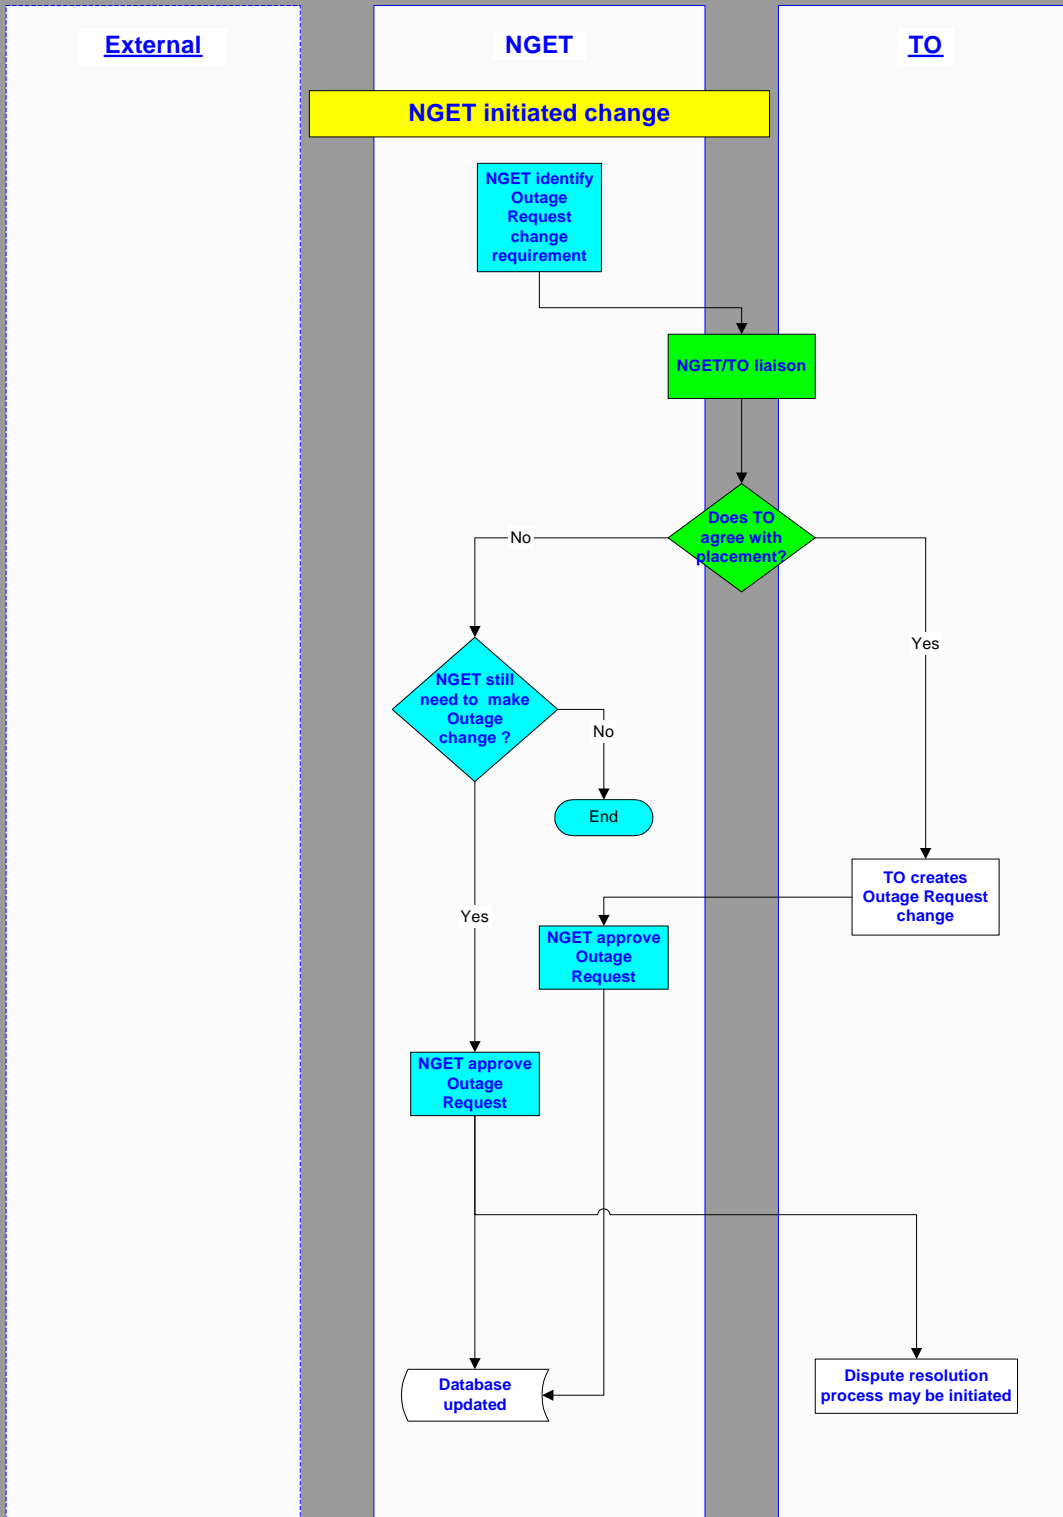 External
NGET
TO
NGET initiated change
NGET identify
Outage
Request
change
requirement
NGET/TO liaison
Does TO
agree with
placement?
No
Yes
NGET still
need to  make
Outage
change ?
No
End
TO creates
Outage Request
change
Yes
NGET approve
Outage
Request
NGET approve
Outage
Request
Database
updated
Dispute resolution
process may be initiated